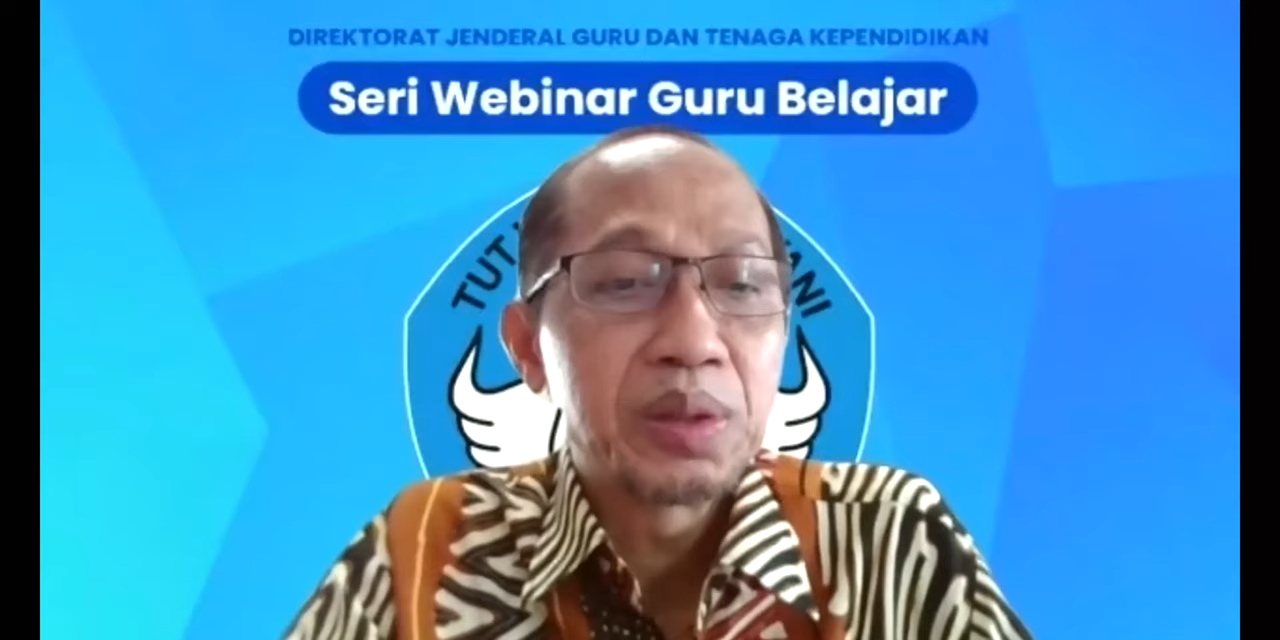 DIREKTORAT JENDERAL GURU DAN TENAGA KEPENDIDIKAN
Seri Webinar Guru Belajar